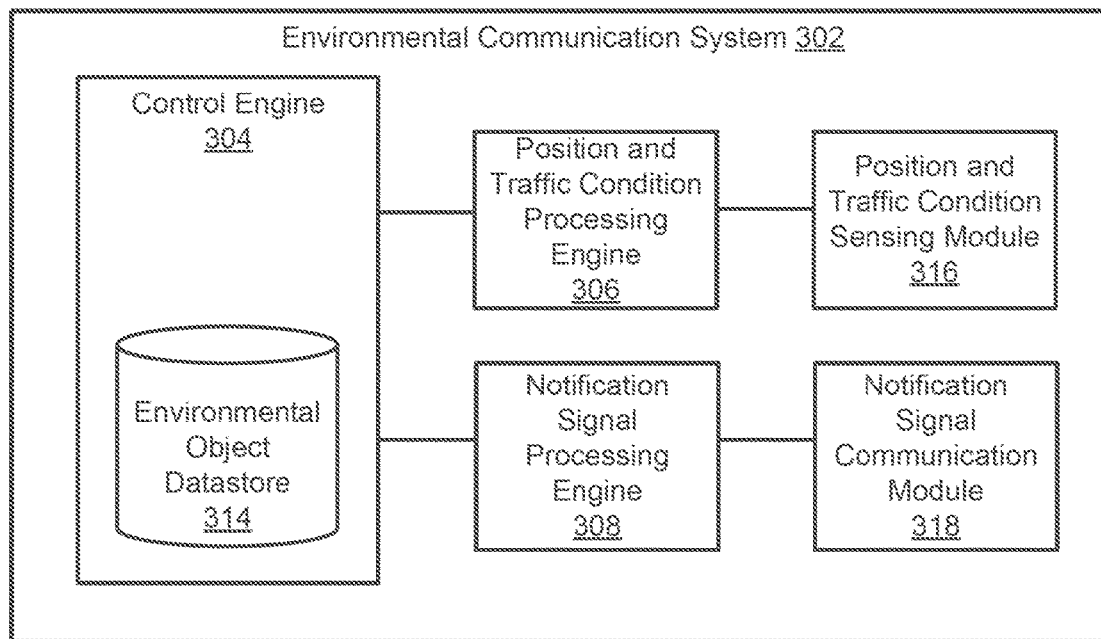 Environmental Communication System 302
Control Engine
304
Environmental
Object
Datastore
314
Position and
Traffic Condition
Processing
Engine
306
Position and
Traffic Condition
Sensing Module
316
Notification
Signal
Processing
Engine
308
Notification
Signal
Communication
Module
318